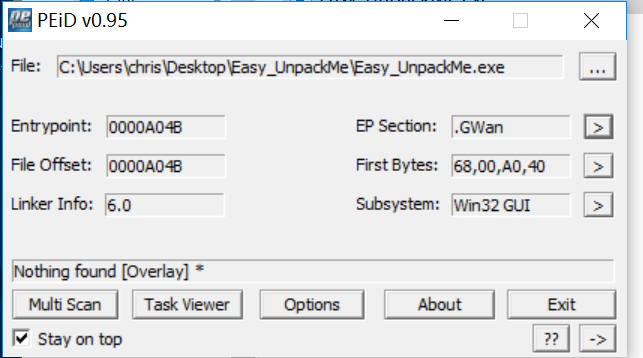 PEiD v0.95
File: C:\Users\chris\Desktop\Easy_UnpackMe\Easy_UnpackMe.exe ...
Entrypoint: 0000A04B EP Section: .GWan >
File Offset: 0000A04B First Bytes: 68,00,A0,40 >
Linker Info: 6.0 Subsystem: Win32 GUI >
Nothing found [Overlay] *
Multi Scan Task Viewer Options About Exit
Stay on top ?? ->